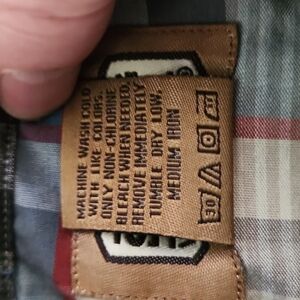 MACHINE WASH COLD
WITH LIKE COLORS.
ONLY NON-CHLORINE
BLEACH WHEN NEEDED.
REMOVE IMMEDIATELY
TUMBLE DRY LOW.
MEDIUM IRON